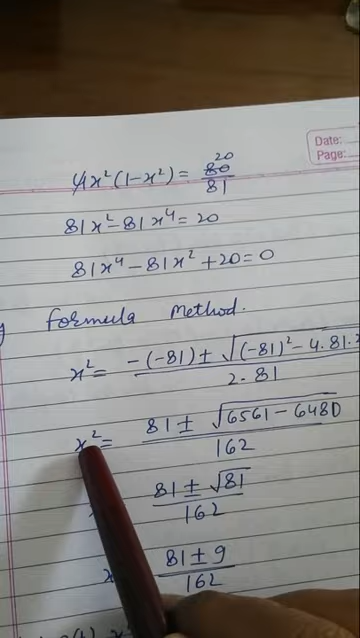 Date:
Page:
4x²(1-x²) = 80 20 / 81
81x² - 81x⁴ = 20
81x⁴ - 81x² + 20 = 0
Formula Method.
x² = -(-81) ± √(-81)² - 4.81.2 / 2.81
x² = 81 ± √6561 - 6480 / 162
81 ± √81 / 162
81 ± 9 / 162